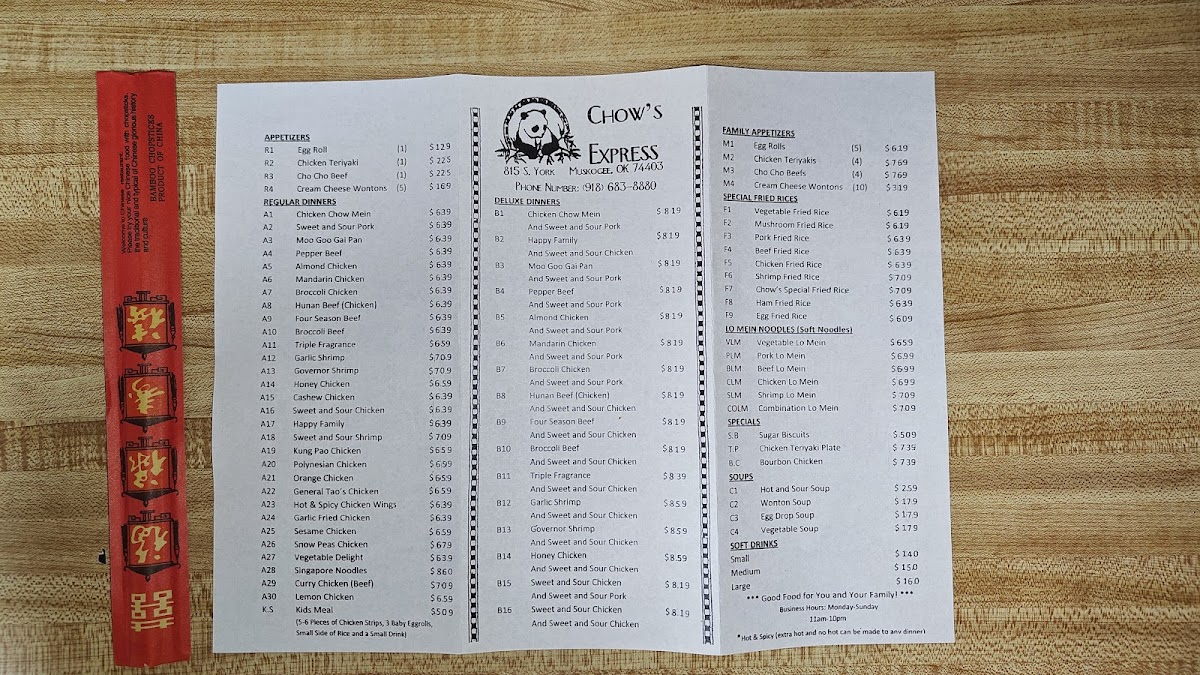 Welcome to Chinese Restaurant.
Please try your nice Chinese food with chopsticks
the traditional and typical of Chinese glorious history
and culture
BAMBOO CHOPSTICKS
PRODUCT OF CHINA
祿
福
囍
APPETIZERS
R1 Egg Roll (1) $ 1 29
R2 Chicken Teriyaki (1) $ 2 25
R3 Cho Cho Beef (1) $ 2 25
R4 Cream Cheese Wontons (5) $ 1 69
REGULAR DINNERS
A1 Chicken Chow Mein $ 6 39
A2 Sweet and Sour Pork $ 6 39
A3 Moo Goo Gai Pan $ 6 39
A4 Pepper Beef $ 6 39
A5 Almond Chicken $ 6 39
A6 Mandarin Chicken $ 6 39
A7 Broccoli Chicken $ 6 39
A8 Hunan Beef (Chicken) $ 6 39
A9 Four Season Beef $ 6 39
A10 Broccoli Beef $ 6 39
A11 Triple Fragrance $ 6 59
A12 Garlic Shrimp $ 7 09
A13 Governor Shrimp $ 7 09
A14 Honey Chicken $ 6 59
A15 Cashew Chicken $ 6 39
A16 Sweet and Sour Chicken $ 6 39
A17 Happy Family $ 6 39
A18 Sweet and Sour Shrimp $ 7 09
A19 Kung Pao Chicken $ 6 59
A20 Polynesian Chicken $ 6 59
A21 Orange Chicken $ 6 59
A22 General Tao's Chicken $ 6 59
A23 Hot & Spicy Chicken Wings $ 6 39
A24 Garlic Fried Chicken $ 6 39
A25 Sesame Chicken $ 6 59
A26 Snow Peas Chicken $ 6 79
A27 Vegetable Delight $ 6 39
A28 Singapore Noodles $ 8 60
A29 Curry Chicken (Beef) $ 7 09
A30 Lemon Chicken $ 6 59
K.S Kids Meal $5 09
(5-6 Pieces of Chicken Strips, 3 Baby Eggrolls,
Small Side of Rice and a Small Drink)
CHOW'S
EXPRESS
815 S. YORK MUSKOGEE, OK 74403
PHONE NUMBER: (918) 683-8880
DELUXE DINNERS
B1 Chicken Chow Mein $ 8 19
And Sweet and Sour Pork
B2 Happy Family $ 8 19
And Sweet and Sour Chicken
B3 Moo Goo Gai Pan $ 8 19
And Sweet and Sour Pork
B4 Pepper Beef $ 8 19
And Sweet and Sour Pork
B5 Almond Chicken $ 8 19
And Sweet and Sour Pork
B6 Mandarin Chicken $ 8 19
And Sweet and Sour Pork
B7 Broccoli Chicken $ 8 19
And Sweet and Sour Pork
B8 Hunan Beef (Chicken) $ 8 19
And Sweet and Sour Chicken
B9 Four Season Beef $ 8 19
And Sweet and Sour Chicken
B10 Broccoli Beef $ 8 19
And Sweet and Sour Chicken
B11 Triple Fragrance $ 8 39
And Sweet and Sour Chicken
B12 Garlic Shrimp $ 8 59
And Sweet and Sour Chicken
B13 Governor Shrimp $ 8 59
And Sweet and Sour Chicken
B14 Honey Chicken $ 8.59
And Sweet and Sour Chicken
B15 Sweet and Sour Chicken $ 8.19
And Sweet and Sour Pork
B16 Sweet and Sour Chicken $ 8.19
And Sweet and Sour Chicken
FAMILY APPETIZERS
M1 Egg Rolls (5) $ 6 19
M2 Chicken Teriyakis (4) $ 7 69
M3 Cho Cho Beefs (4) $ 7 69
M4 Cream Cheese Wontons (10) $ 3 19
SPECIAL FRIED RICES
F1 Vegetable Fried Rice $ 6 19
F2 Mushroom Fried Rice $ 6 19
F3 Pork Fried Rice $ 6 39
F4 Beef Fried Rice $ 6 39
F5 Chicken Fried Rice $ 6 39
F6 Shrimp Fried Rice $ 7 09
F7 Chow's Special Fried Rice $ 7 09
F8 Ham Fried Rice $ 6 39
F9 Egg Fried Rice $ 6 09
LO MEIN NOODLES (Soft Noodles)
VLM Vegetable Lo Mein $ 6 59
PLM Pork Lo Mein $ 6 99
BLM Beef Lo Mein $ 6 99
CLM Chicken Lo Mein $ 6 99
SLM Shrimp Lo Mein $ 7 09
COLM Combination Lo Mein $ 7 09
SPECIALS
S.B Sugar Biscuits $ 5 09
T.P Chicken Teriyaki Plate $ 7 39
B.C Bourbon Chicken $ 7 39
SOUPS
C1 Hot and Sour Soup $ 2 59
C2 Wonton Soup $ 1 79
C3 Egg Drop Soup $ 1 79
C4 Vegetable Soup $ 1 79
SOFT DRINKS
Small $ 1 40
Medium $ 1 50
Large $ 1 60
*** Good Food for You and Your Family! ***
Business Hours: Monday-Sunday
11am-10pm
*Hot & Spicy (extra hot and no hot can be made to any dinner)